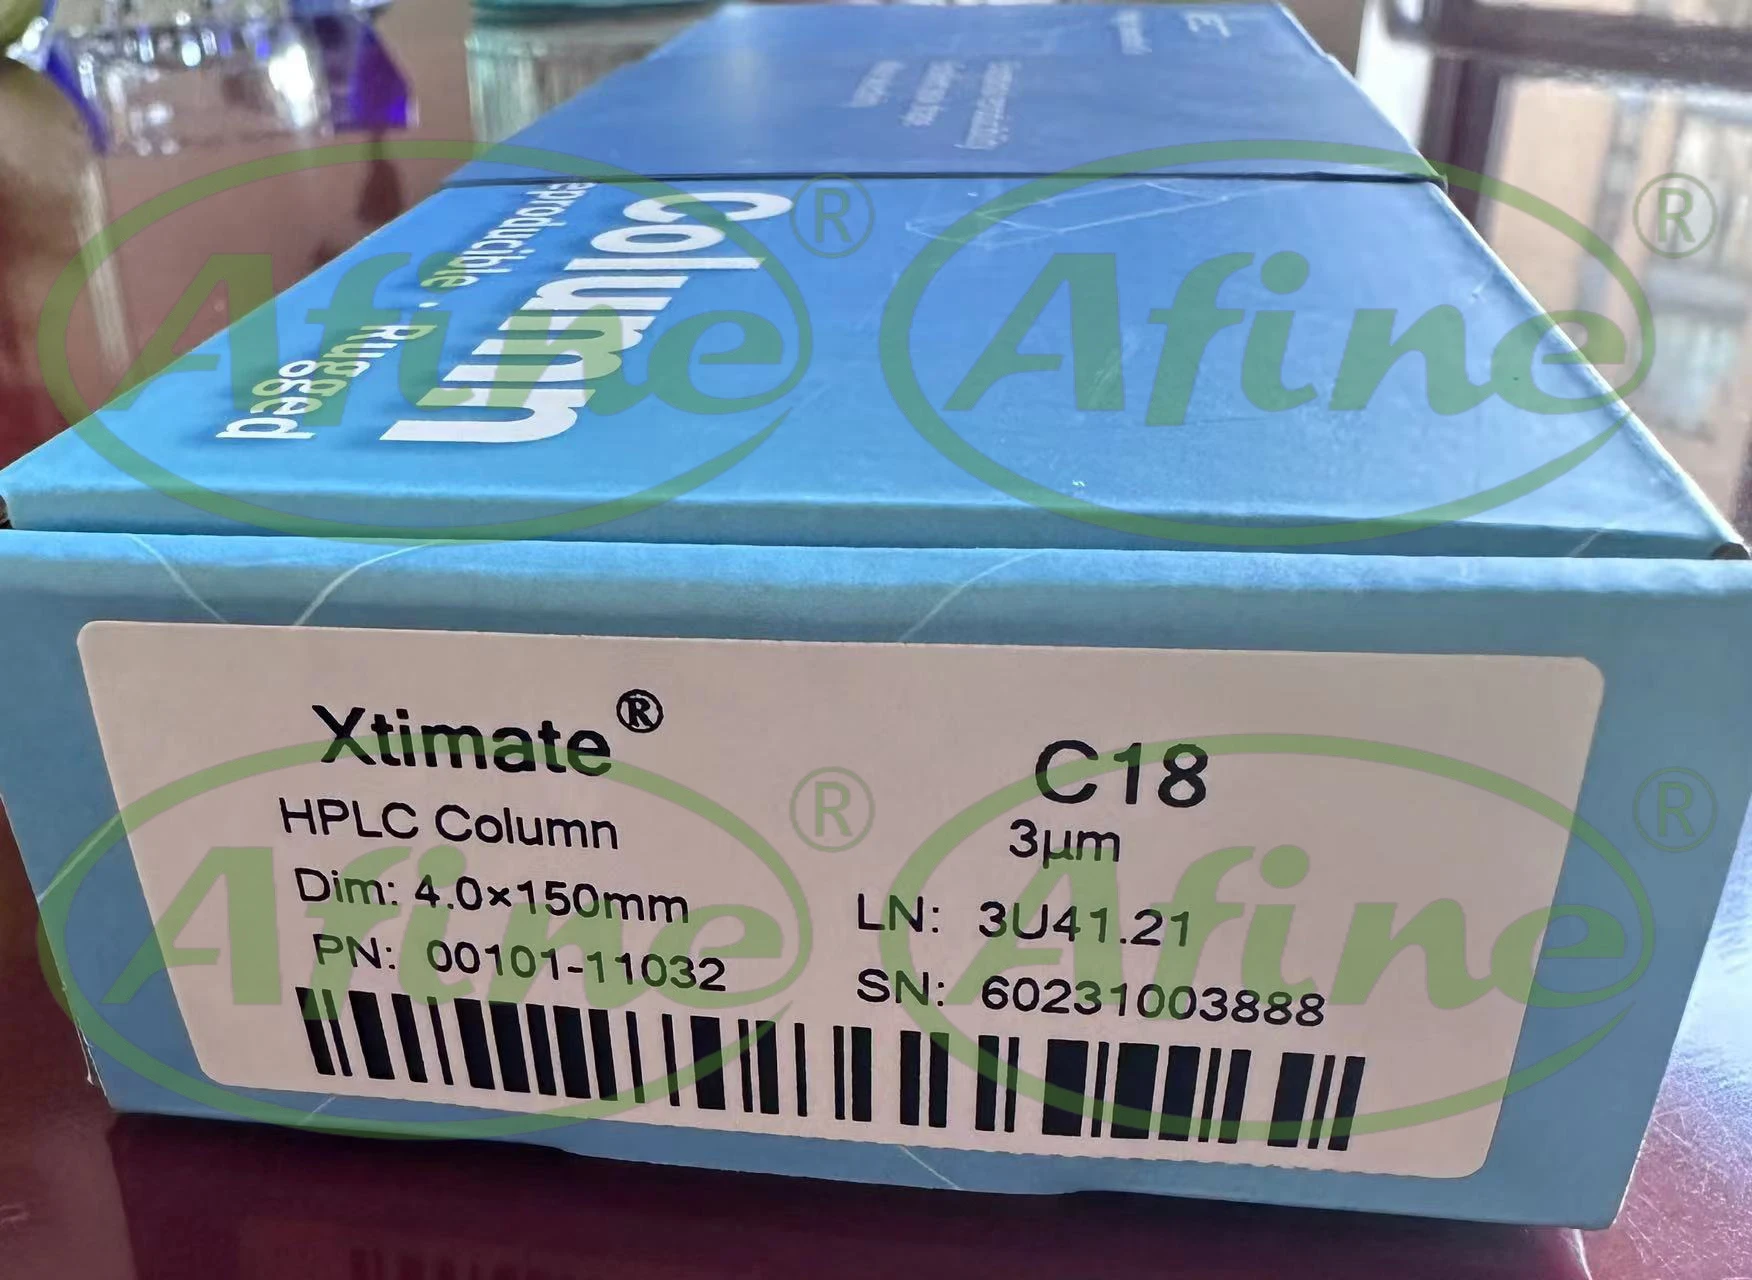 Column
eproducible · Rugged
Xtimate®
HPLC Column
Dim: 4.0×150mm
PN: 00101-11032
C18
3μm
LN: 3U41.21
SN: 60231003888
Afine®
Afine®
Afine®
Afine®